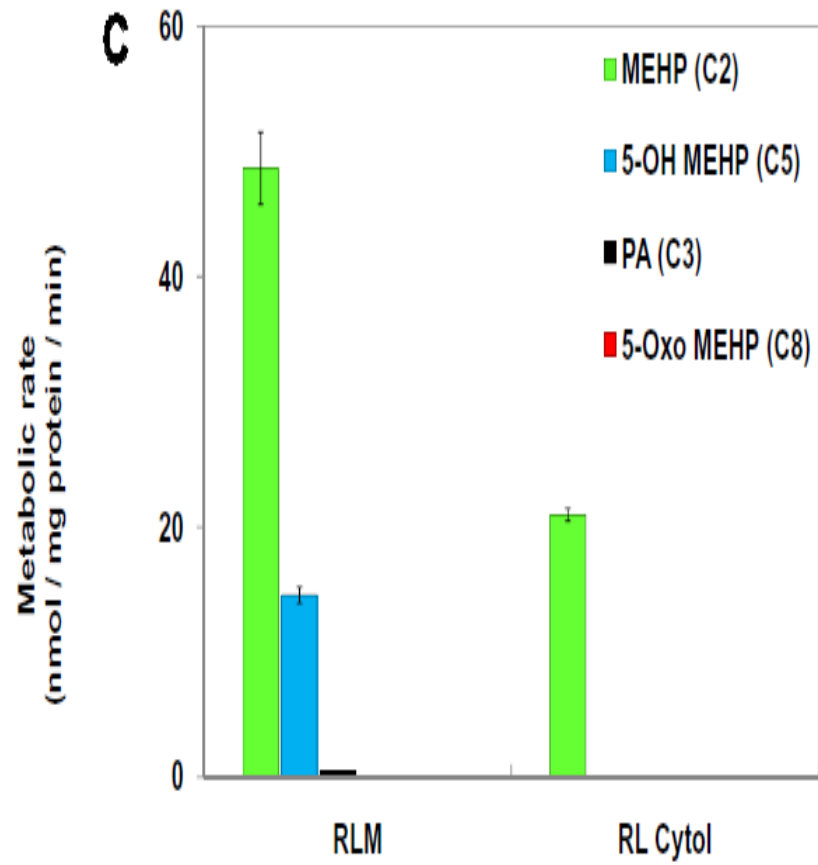 C
60
40
20
0
Metabolic rate
(nmol / mg protein / min)
MEHP (C2)
5-OH MEHP (C5)
PA (C3)
5-Oxo MEHP (C8)
RLM
RL Cytol